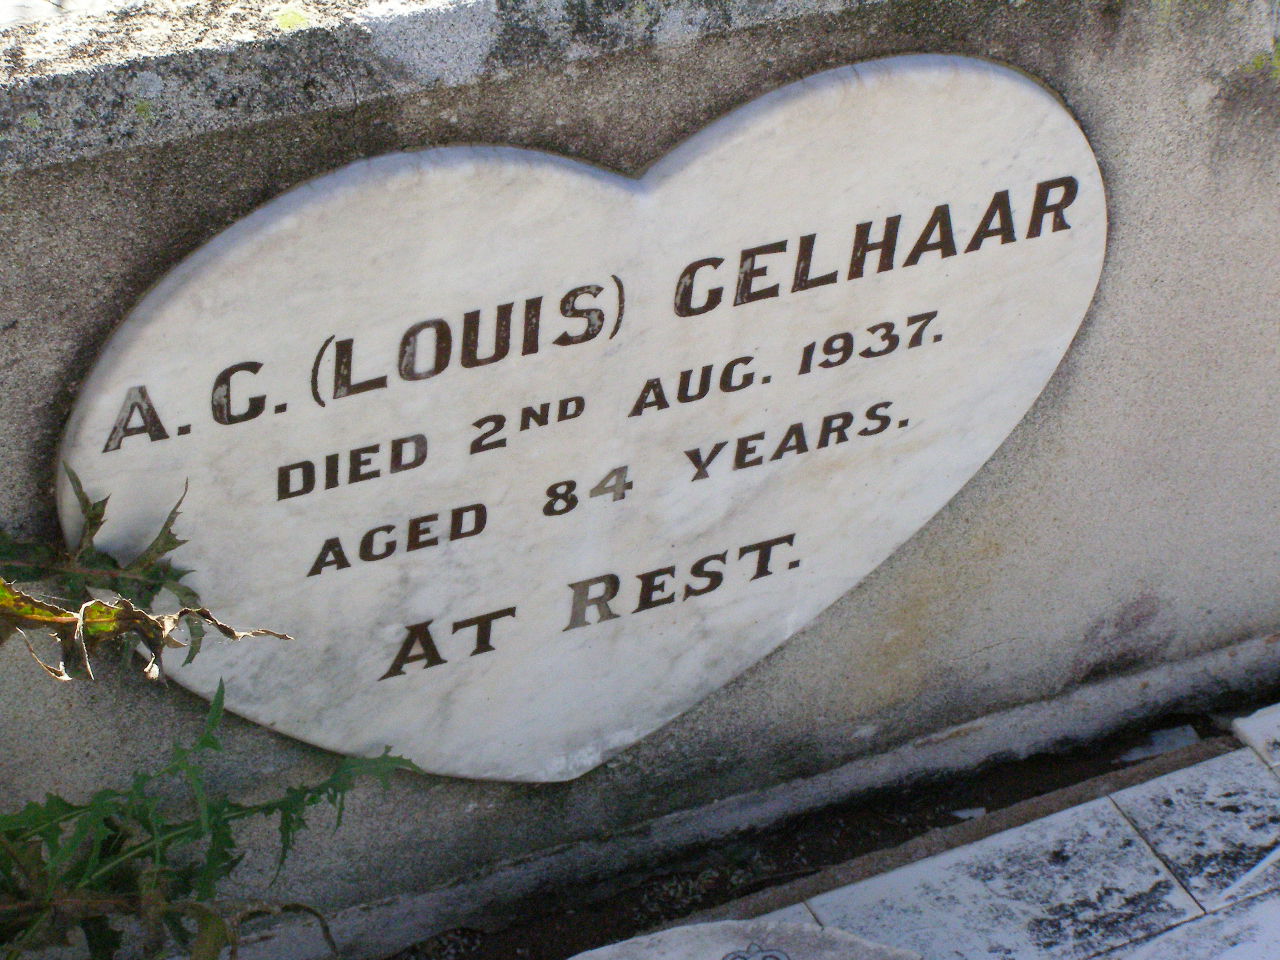 A. G. (LOUIS) GELHAAR
DIED 2ND AUG. 1937.
AGED 84 YEARS.
AT REST.